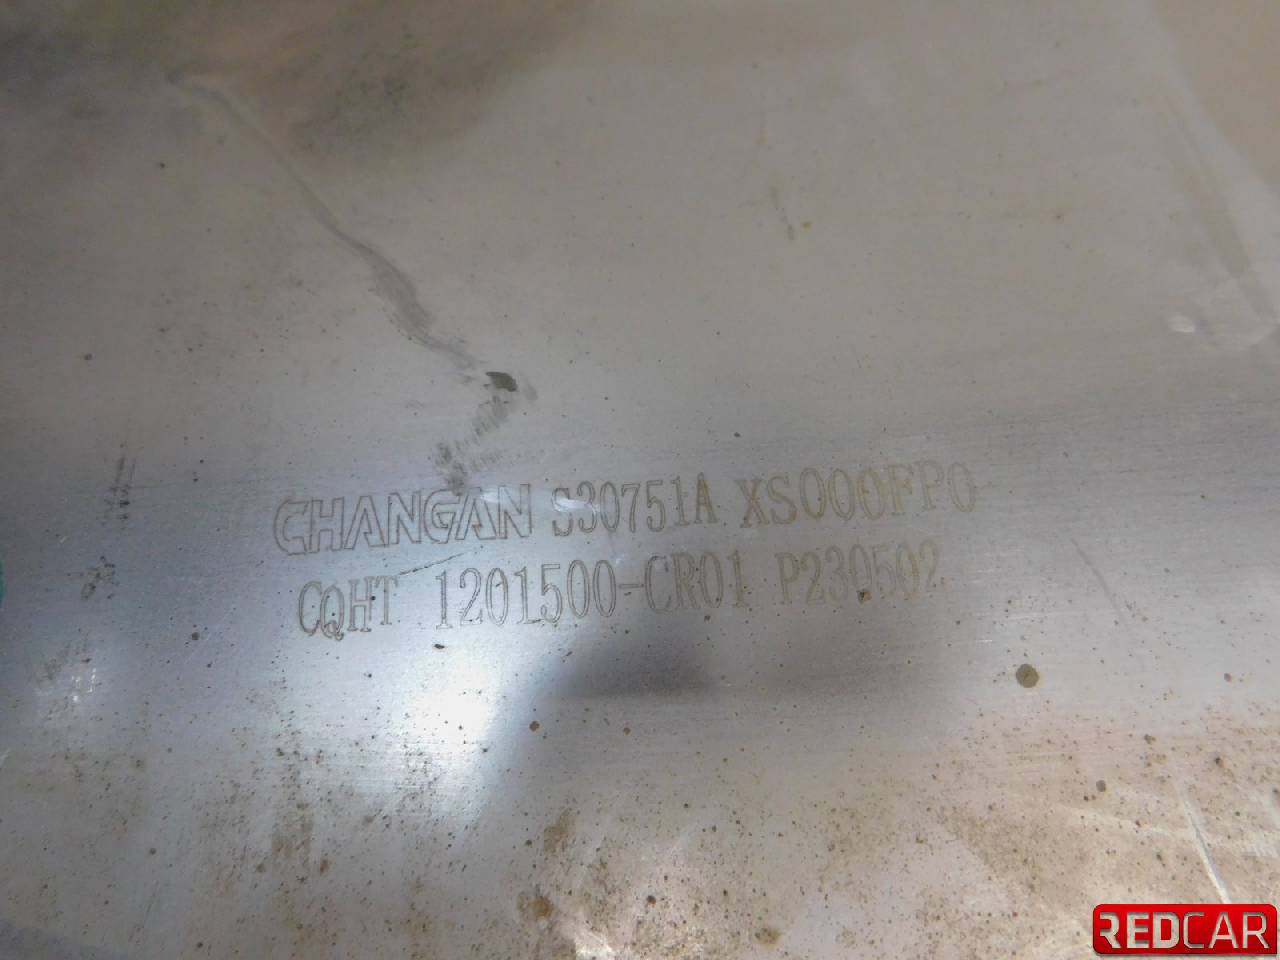 CHANGAN S30751A XS000FP0
CQHT 1201500-CR01 P230502
REDCAR